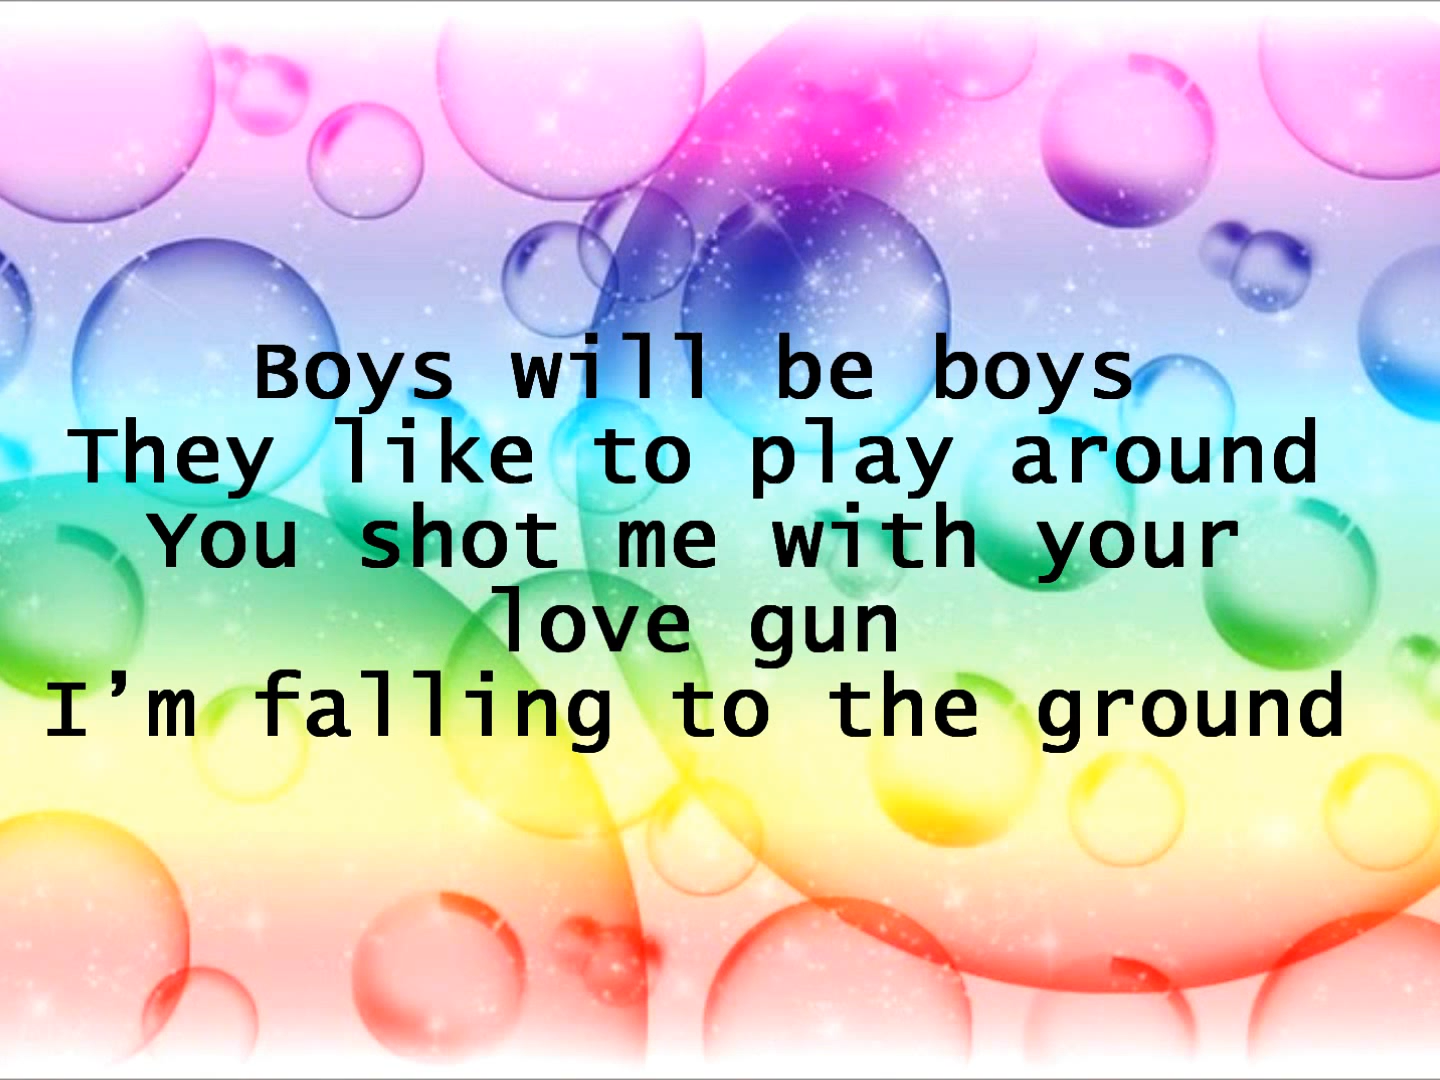 Boys will be boys
They like to play around
You shot me with your
love gun
I'm falling to the ground